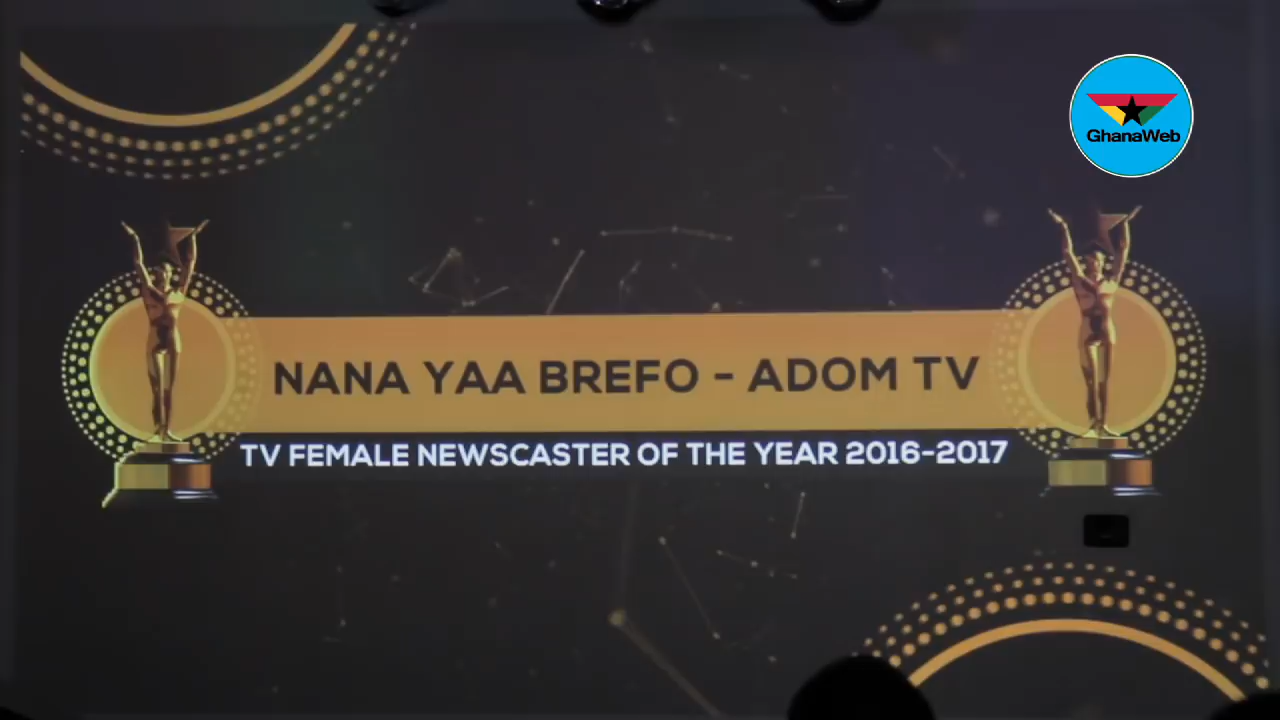 GhanaWeb
NANA YAA BREFO - ADOM TV
TV FEMALE NEWSCASTER OF THE YEAR 2016-2017